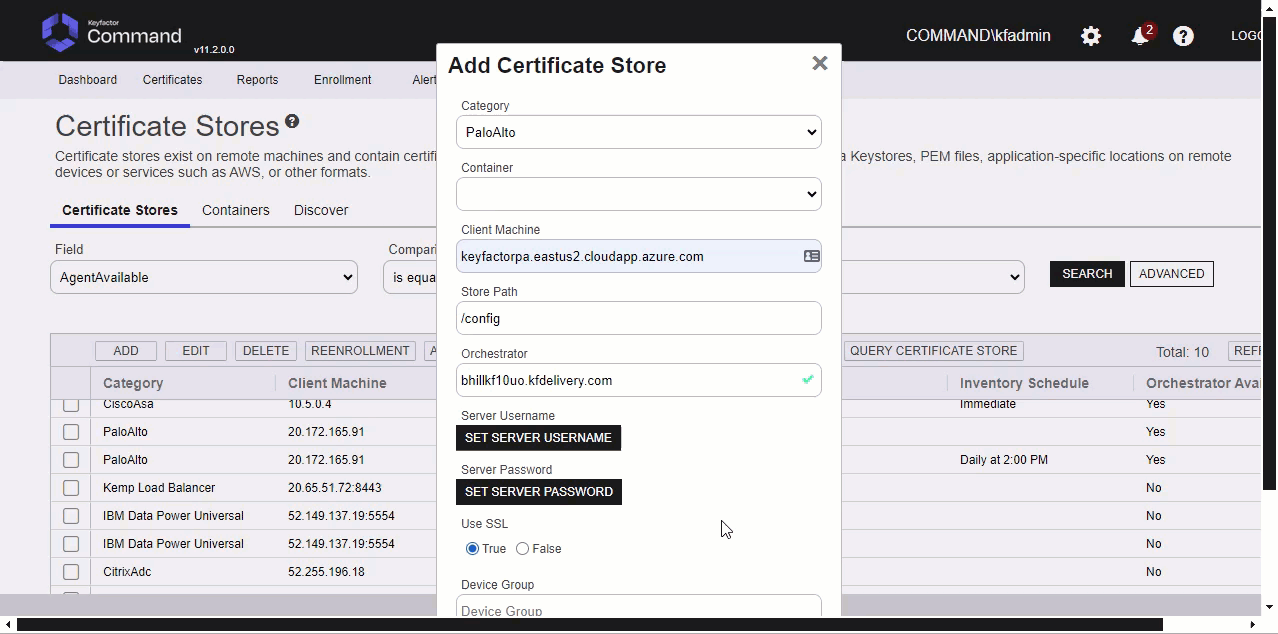 Keyfactor
Command
v11.2.0.0
COMMAND\kfadmin
2
?
LOGO
Dashboard
Certificates
Reports
Enrollment
Alert
Certificate Stores ?
Certificate stores exist on remote machines and contain certifi
a Keystores, PEM files, application-specific locations on remote
devices or services such as AWS, or other formats.
Certificate Stores
Containers
Discover
Field
Compari
AgentAvailable
is equa
SEARCH
ADVANCED
ADD
EDIT
DELETE
REENROLLMENT
A
QUERY CERTIFICATE STORE
Total: 10
REFR
Category
Client Machine
Inventory Schedule
Orchestrator Avai
CiscoAsa
10.5.0.4
Immediate
Yes
PaloAlto
20.172.165.91
Yes
PaloAlto
20.172.165.91
Daily at 2:00 PM
Yes
Kemp Load Balancer
20.65.51.72:8443
No
IBM Data Power Universal
52.149.137.19:5554
No
IBM Data Power Universal
52.149.137.19:5554
No
CitrixAdc
52.255.196.18
No
Add Certificate Store
Category
PaloAlto
Container
Client Machine
keyfactorpa.eastus2.cloudapp.azure.com
Store Path
/config
Orchestrator
bhillkf10uo.kfdelivery.com
Server Username
SET SERVER USERNAME
Server Password
SET SERVER PASSWORD
Use SSL
True
False
Device Group
Device Group